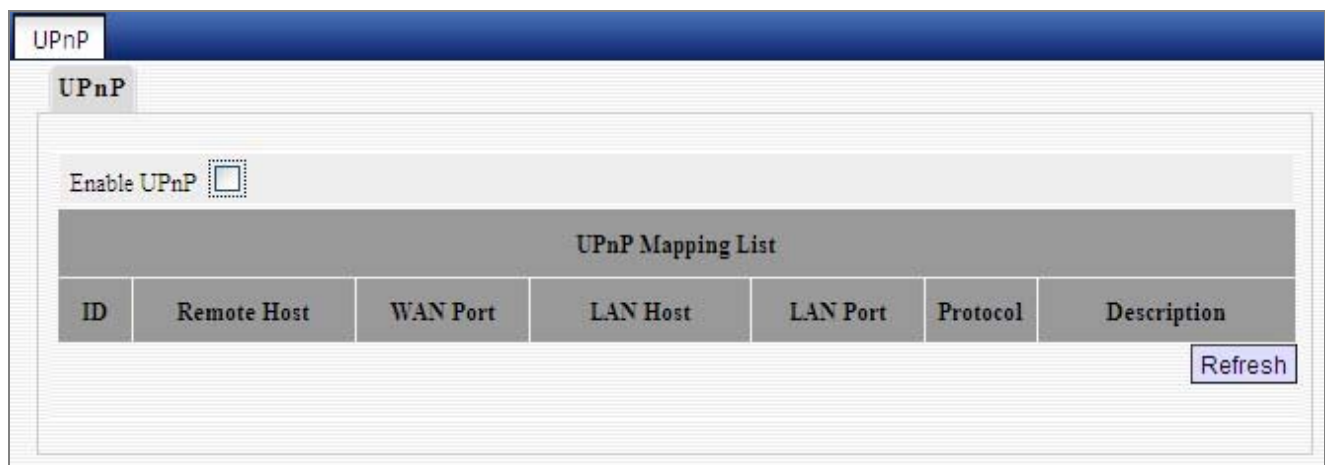 UPnP
UPnP
Enable UPnP
UPnP Mapping List
ID Remote Host WAN Port LAN Host LAN Port Protocol Description
Refresh